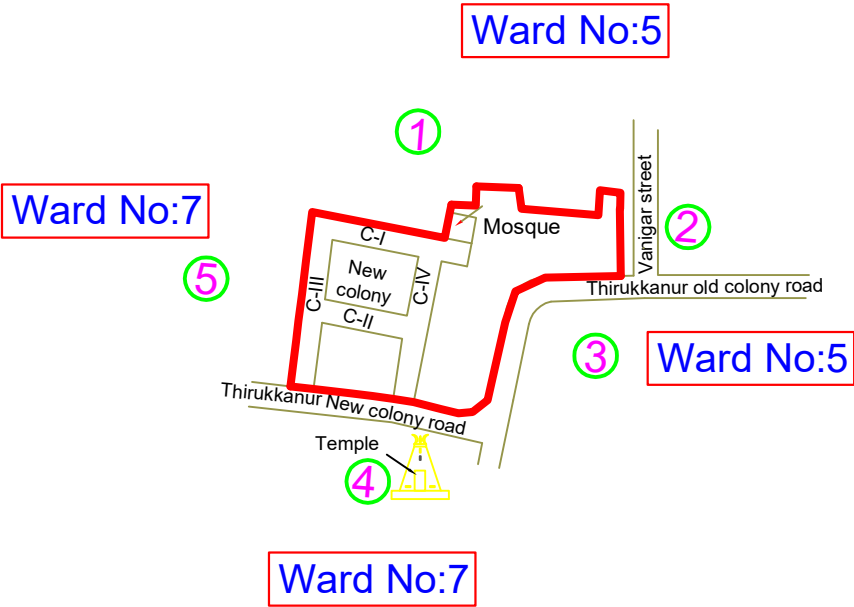 Ward No:5
1
Ward No:7
Vanigar street
2
Mosque
C-I
New
colony
C-III
C-IV
5
Thirukkanur old colony road
C-II
3
Ward No:5
Thirukkanur New colony road
Temple
4
Ward No:7